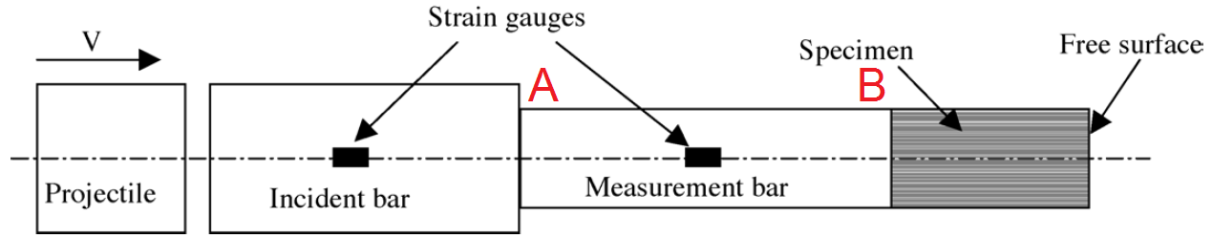 Strain gauges
V
Specimen
Free surface
A
B
Projectile
Incident bar
Measurement bar